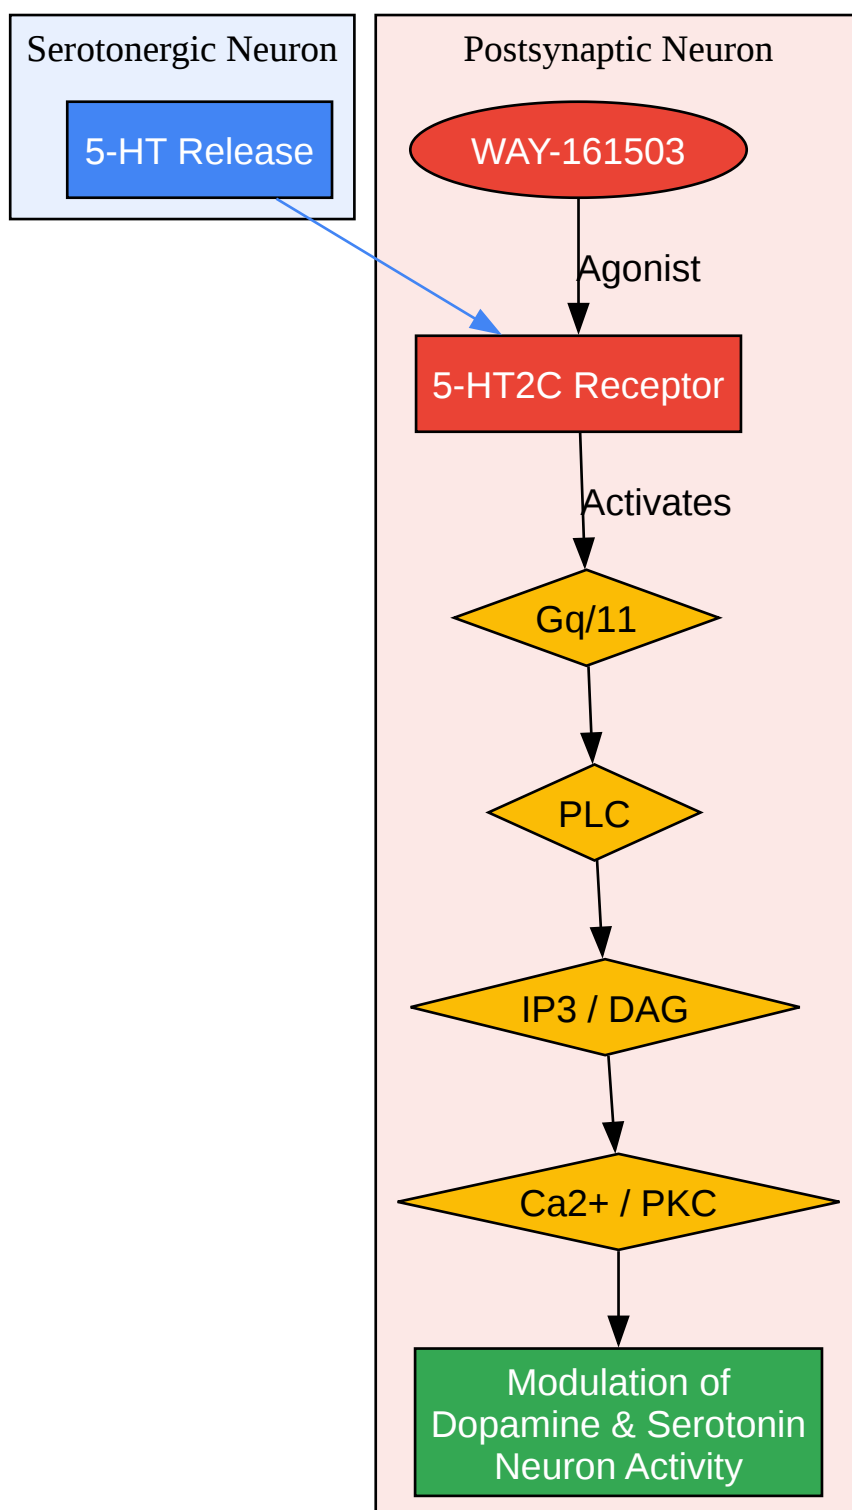 Serotonergic Neuron
5-HT Release
Postsynaptic Neuron
WAY-161503
Agonist
5-HT2C Receptor
Activates
Gq/11
PLC
IP3 / DAG
Ca2+ / PKC
Modulation of
Dopamine & Serotonin
Neuron Activity